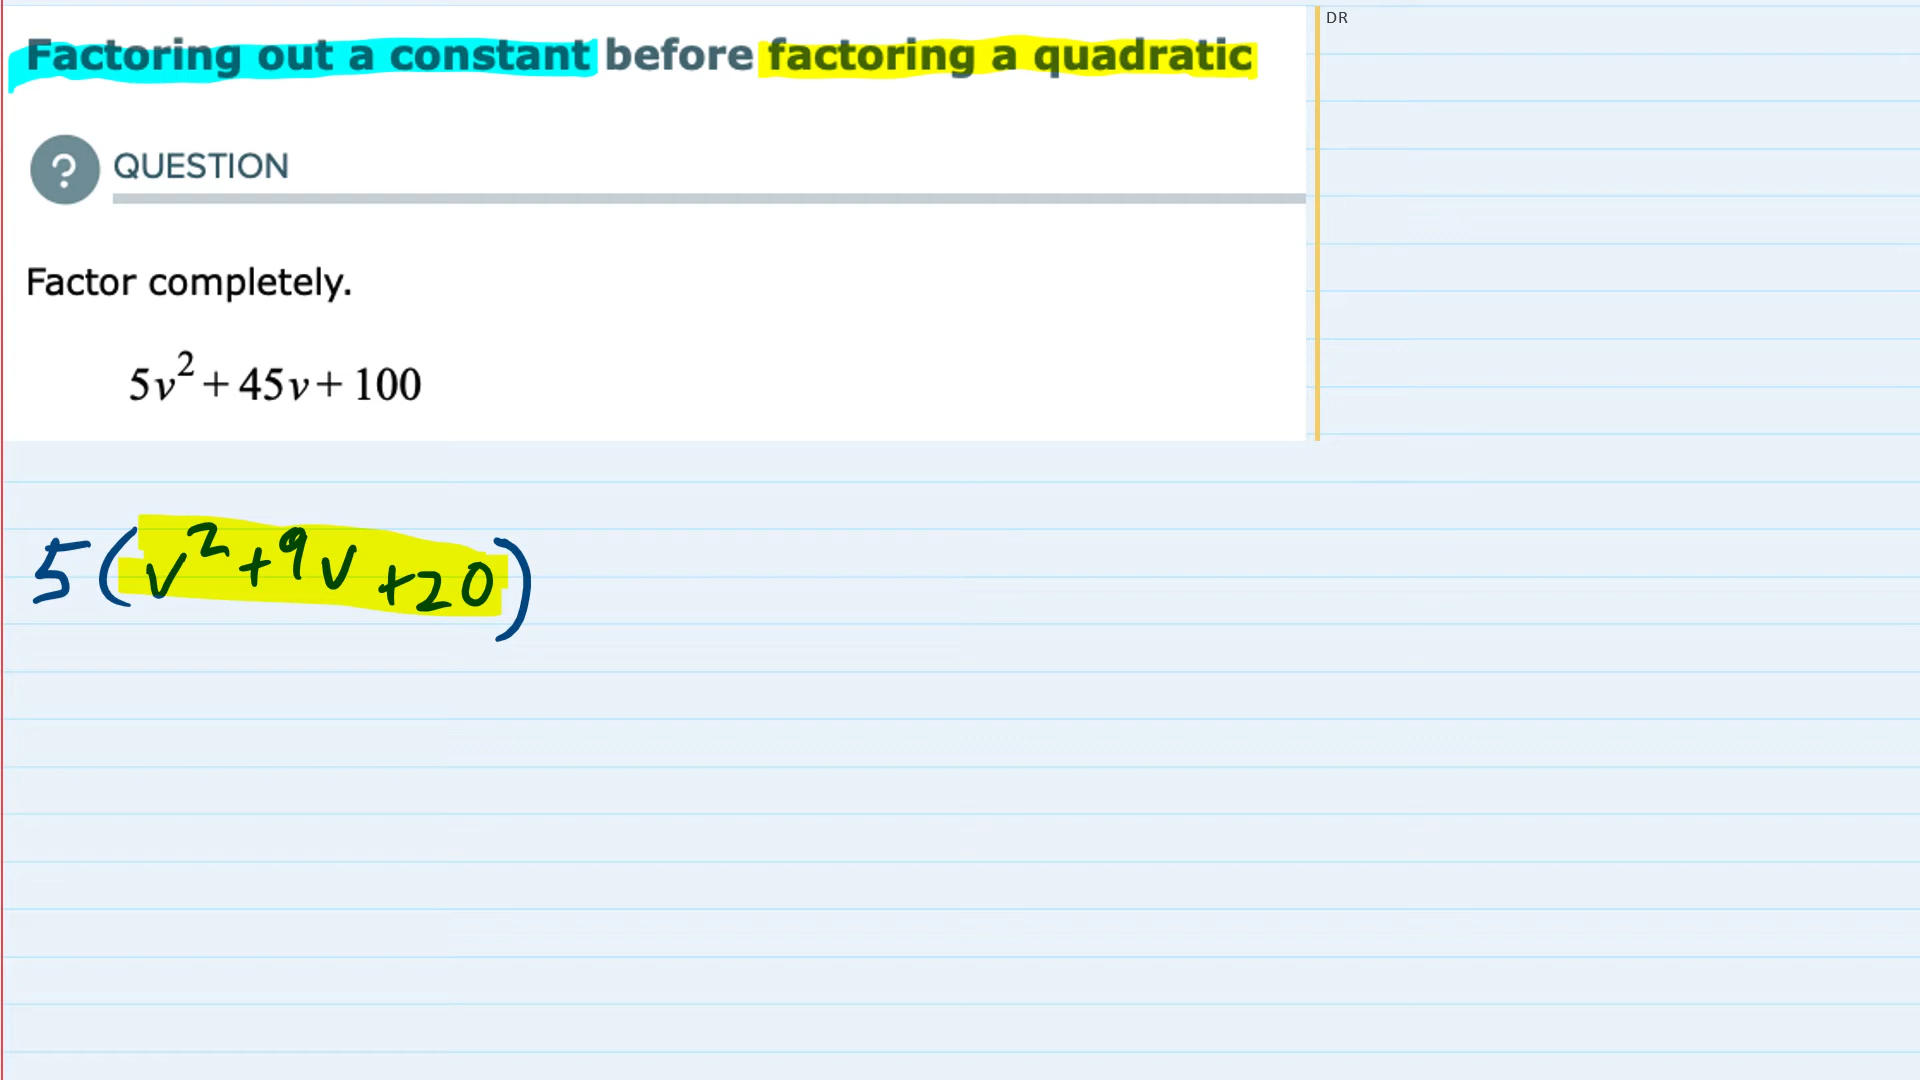 Factoring out a constant before factoring a quadratic
DR
? QUESTION
Factor completely.
5v² + 45v + 100
5(v² + 9v + 20)